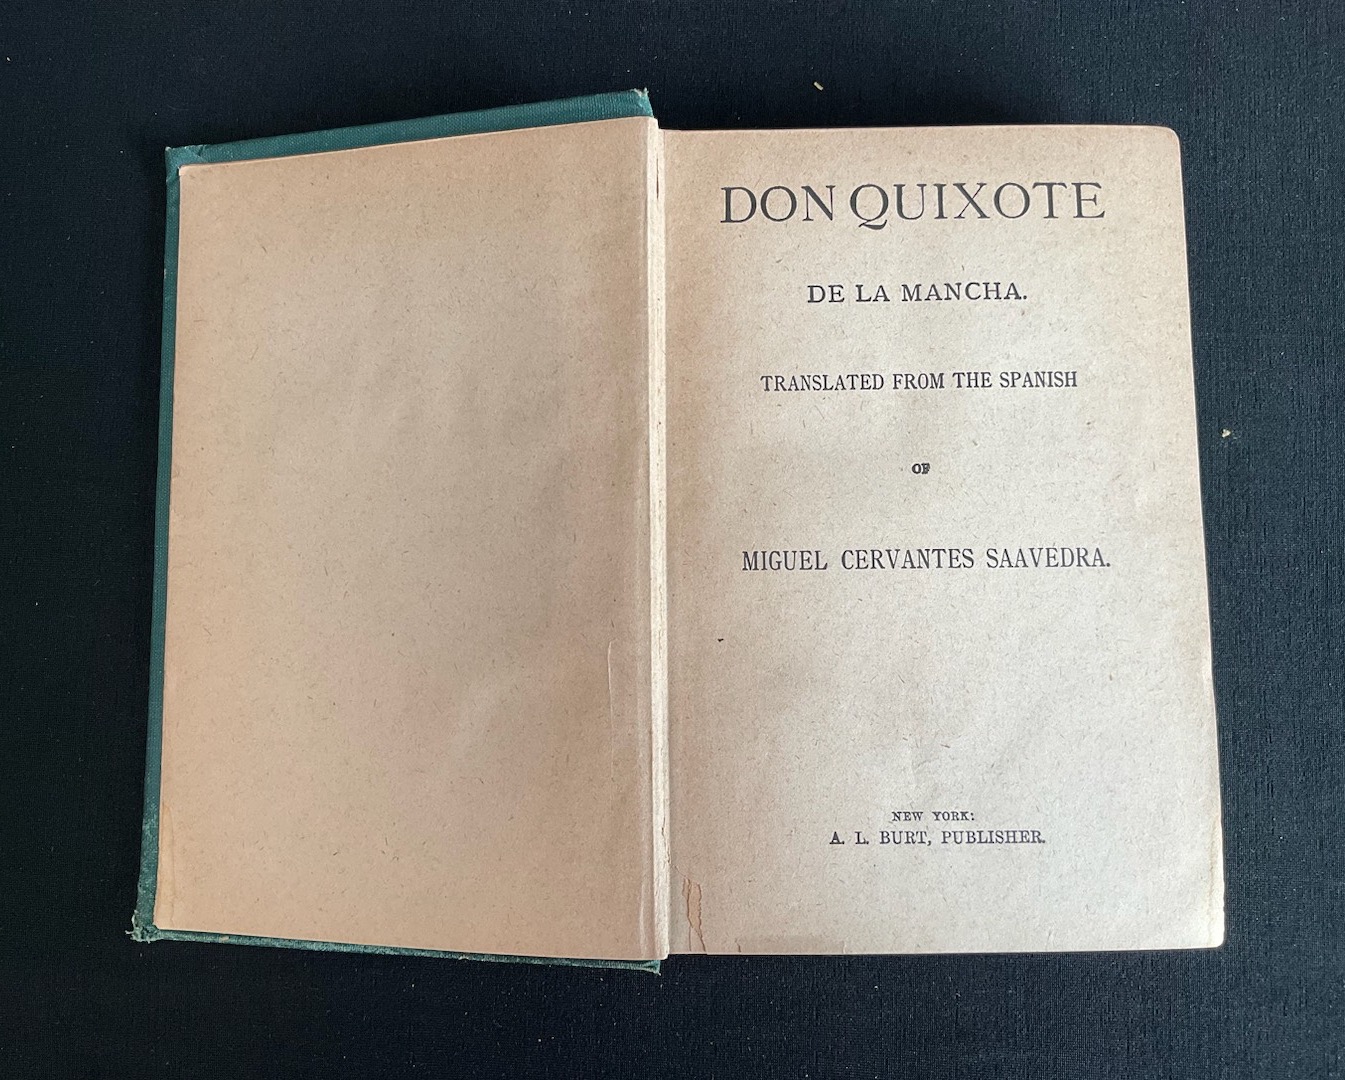 DON QUIXOTE
DE LA MANCHA.
TRANSLATED FROM THE SPANISH
OF
MIGUEL CERVANTES SAAVEDRA.
NEW YORK:
A. L. BURT, PUBLISHER.